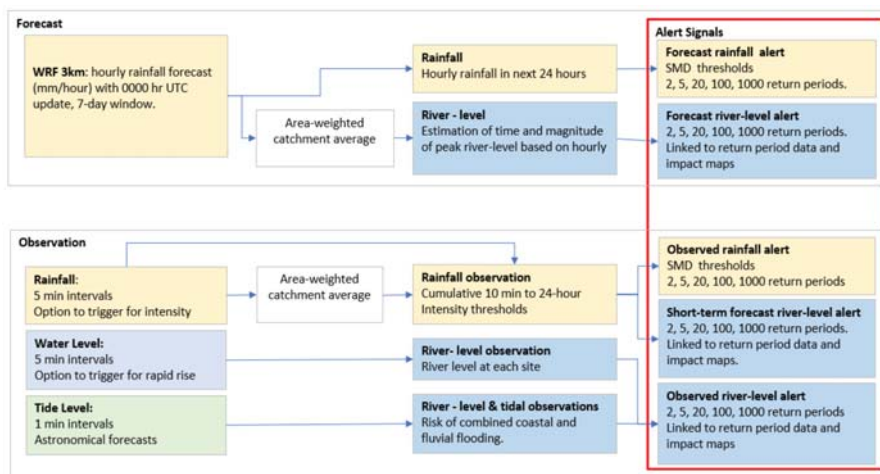 Forecast
Alert Signals
WRF 3km: hourly rainfall forecast
(mm/hour) with 0000 hr UTC
update, 7-day window.
Rainfall
Hourly rainfall in next 24 hours
Forecast rainfall alert
SMD thresholds
2, 5, 20, 100, 1000 return periods.
Area-weighted
catchment average
River - level
Estimation of time and magnitude
of peak river-level based on hourly
Forecast river-level alert
2, 5, 20, 100, 1000 return periods.
Linked to return period data and
impact maps
Observation
Rainfall:
5 min intervals
Option to trigger for intensity
Area-weighted
catchment average
Rainfall observation
Cumulative 10 min to 24-hour
Intensity thresholds
Observed rainfall alert
SMD thresholds
2, 5, 20, 100, 1000 return periods
Short-term forecast river-level alert
2, 5, 20, 100, 1000 return periods.
Linked to return period data and
impact maps.
Water Level:
5 min intervals
Option to trigger for rapid rise
River- level observation
River level at each site
Tide Level:
1 min intervals
Astronomical forecasts
River - level & tidal observations
Risk of combined coastal and
fluvial flooding.
Observed river-level alert
2, 5, 20, 100, 1000 return periods
Linked to return period data and
impact maps